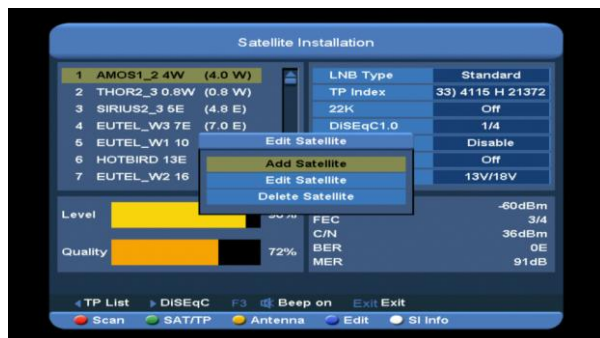 Satellite Installation
1 AMOS1_2 4W (4.0 W)
2 THOR2_3 0.8W (0.8 W)
3 SIRIUS2_3 5E (4.8 E)
4 EUTEL_W3 7E (7.0 E)
5 EUTEL_W1 10
6 HOTBIRD 13E
7 EUTEL_W2 16
LNB Type Standard
TP Index 33) 4115 H 21372
22K Off
DiSEqC1.0 1/4
Disable
Off
13V/18V
Edit Satellite
Add Satellite
Edit Satellite
Delete Satellite
Level
Quality 72%
-60dBm
FEC 3/4
C/N 36dBm
BER 0E
MER 91dB
TP List DISEqC F3 Beep on Exit Exit
Scan SAT/TP Antenna Edit SI Info